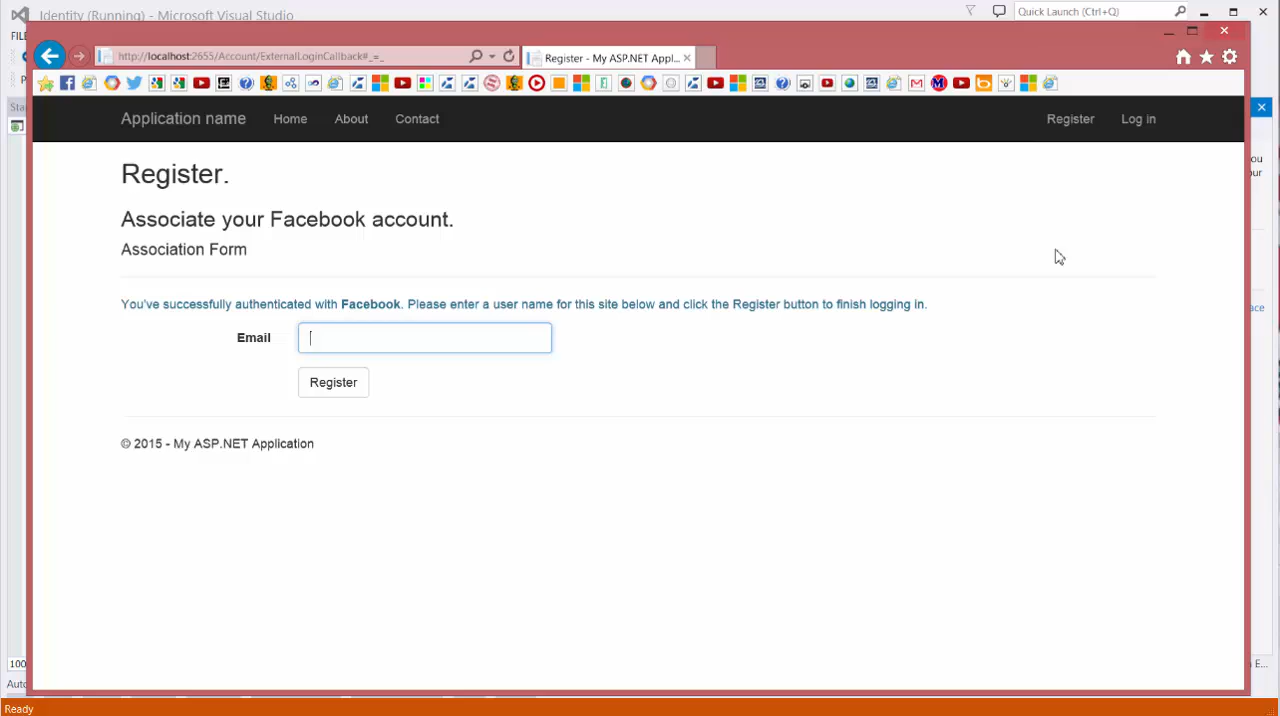 Identity (Running) - Microsoft Visual Studio
Quick Launch (Ctrl+Q)
http://localhost:2655/Account/ExternalLoginCallback#_=_
Register - My ASP.NET Appl...
Application name
Home
About
Contact
Register
Log in
Register.
Associate your Facebook account.
Association Form
You've successfully authenticated with Facebook. Please enter a user name for this site below and click the Register button to finish logging in.
Email
Register
© 2015 - My ASP.NET Application
100
Ready